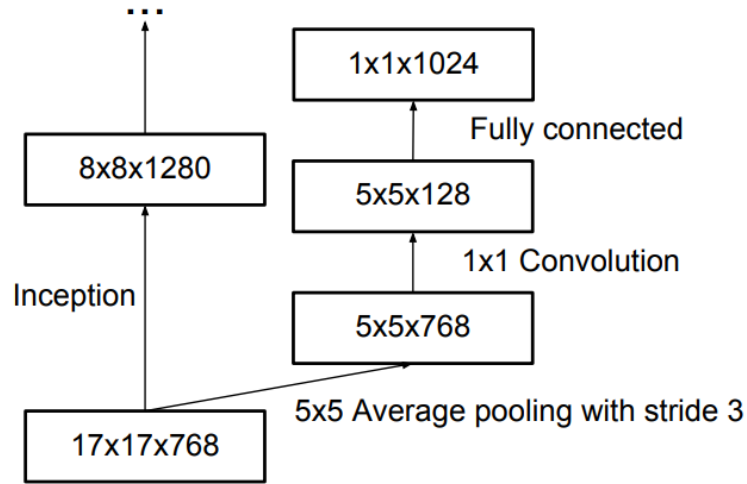 ...
1x1x1024
Fully connected
8x8x1280
5x5x128
1x1 Convolution
Inception
5x5x768
5x5 Average pooling with stride 3
17x17x768